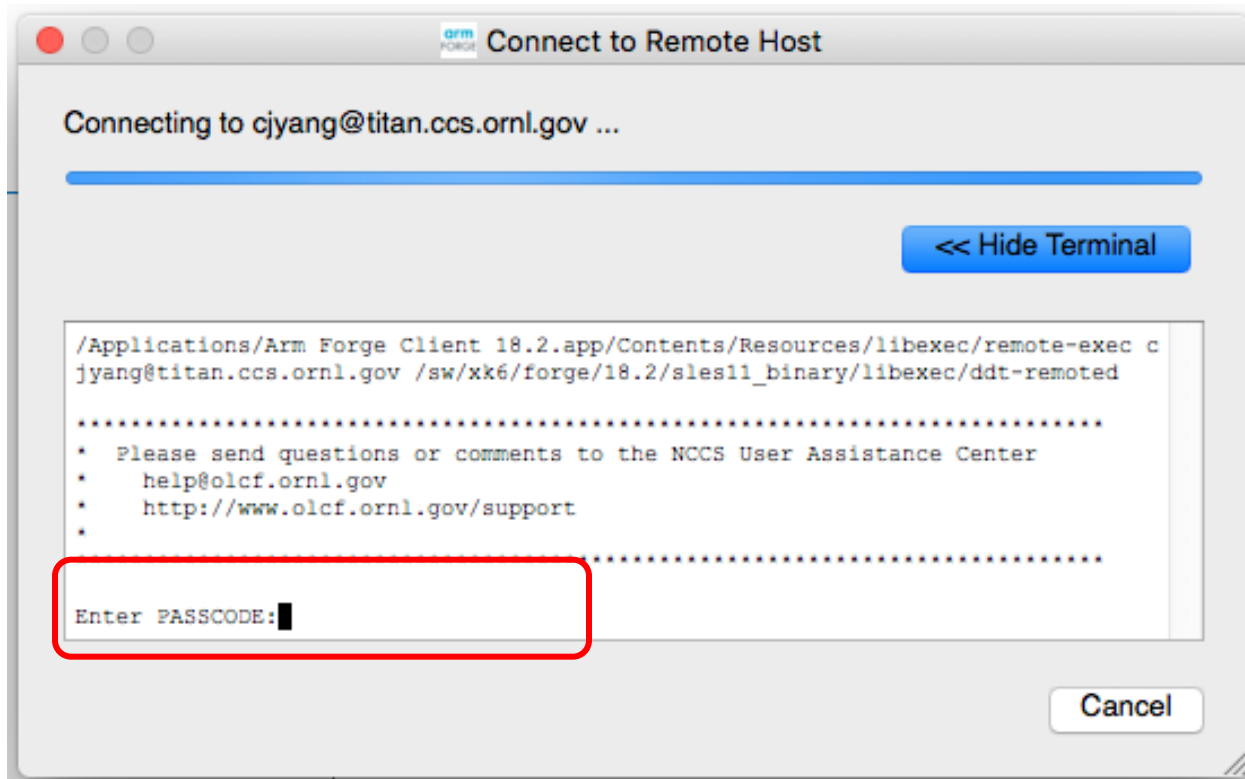 arm
FORGE
Connect to Remote Host
Connecting to cjyang@titan.ccs.ornl.gov ...
<< Hide Terminal
/Applications/Arm Forge Client 18.2.app/Contents/Resources/libexec/remote-exec c
jyang@titan.ccs.ornl.gov /sw/xk6/forge/18.2/sles11_binary/libexec/ddt-remoted
*******************************************************************************
* Please send questions or comments to the NCCS User Assistance Center
* help@olcf.ornl.gov
* http://www.olcf.ornl.gov/support
*
*******************************************************************************
Enter PASSCODE:
Cancel